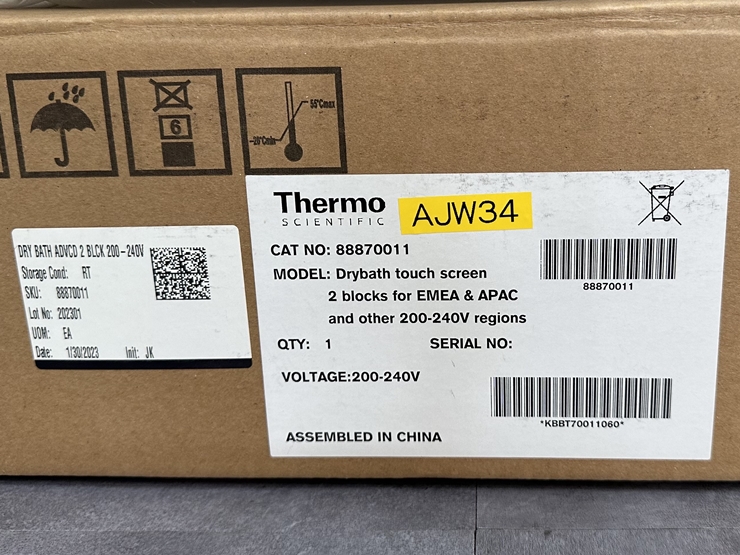 55°Cmax
6
-20°Cmin
Thermo
SCIENTIFIC
AJW34
CAT NO: 88870011
MODEL: Drybath touch screen
2 blocks for EMEA & APAC
and other 200-240V regions
QTY: 1 SERIAL NO:
VOLTAGE:200-240V
ASSEMBLED IN CHINA
88870011
*KBBT70011060*
DRY BATH ADVCD 2 BLCK 200-240V
Storage Cond: RT
SKU: 88870011
Lot No: 202301
UOM: EA
Date: 1/30/2023 Init: JK